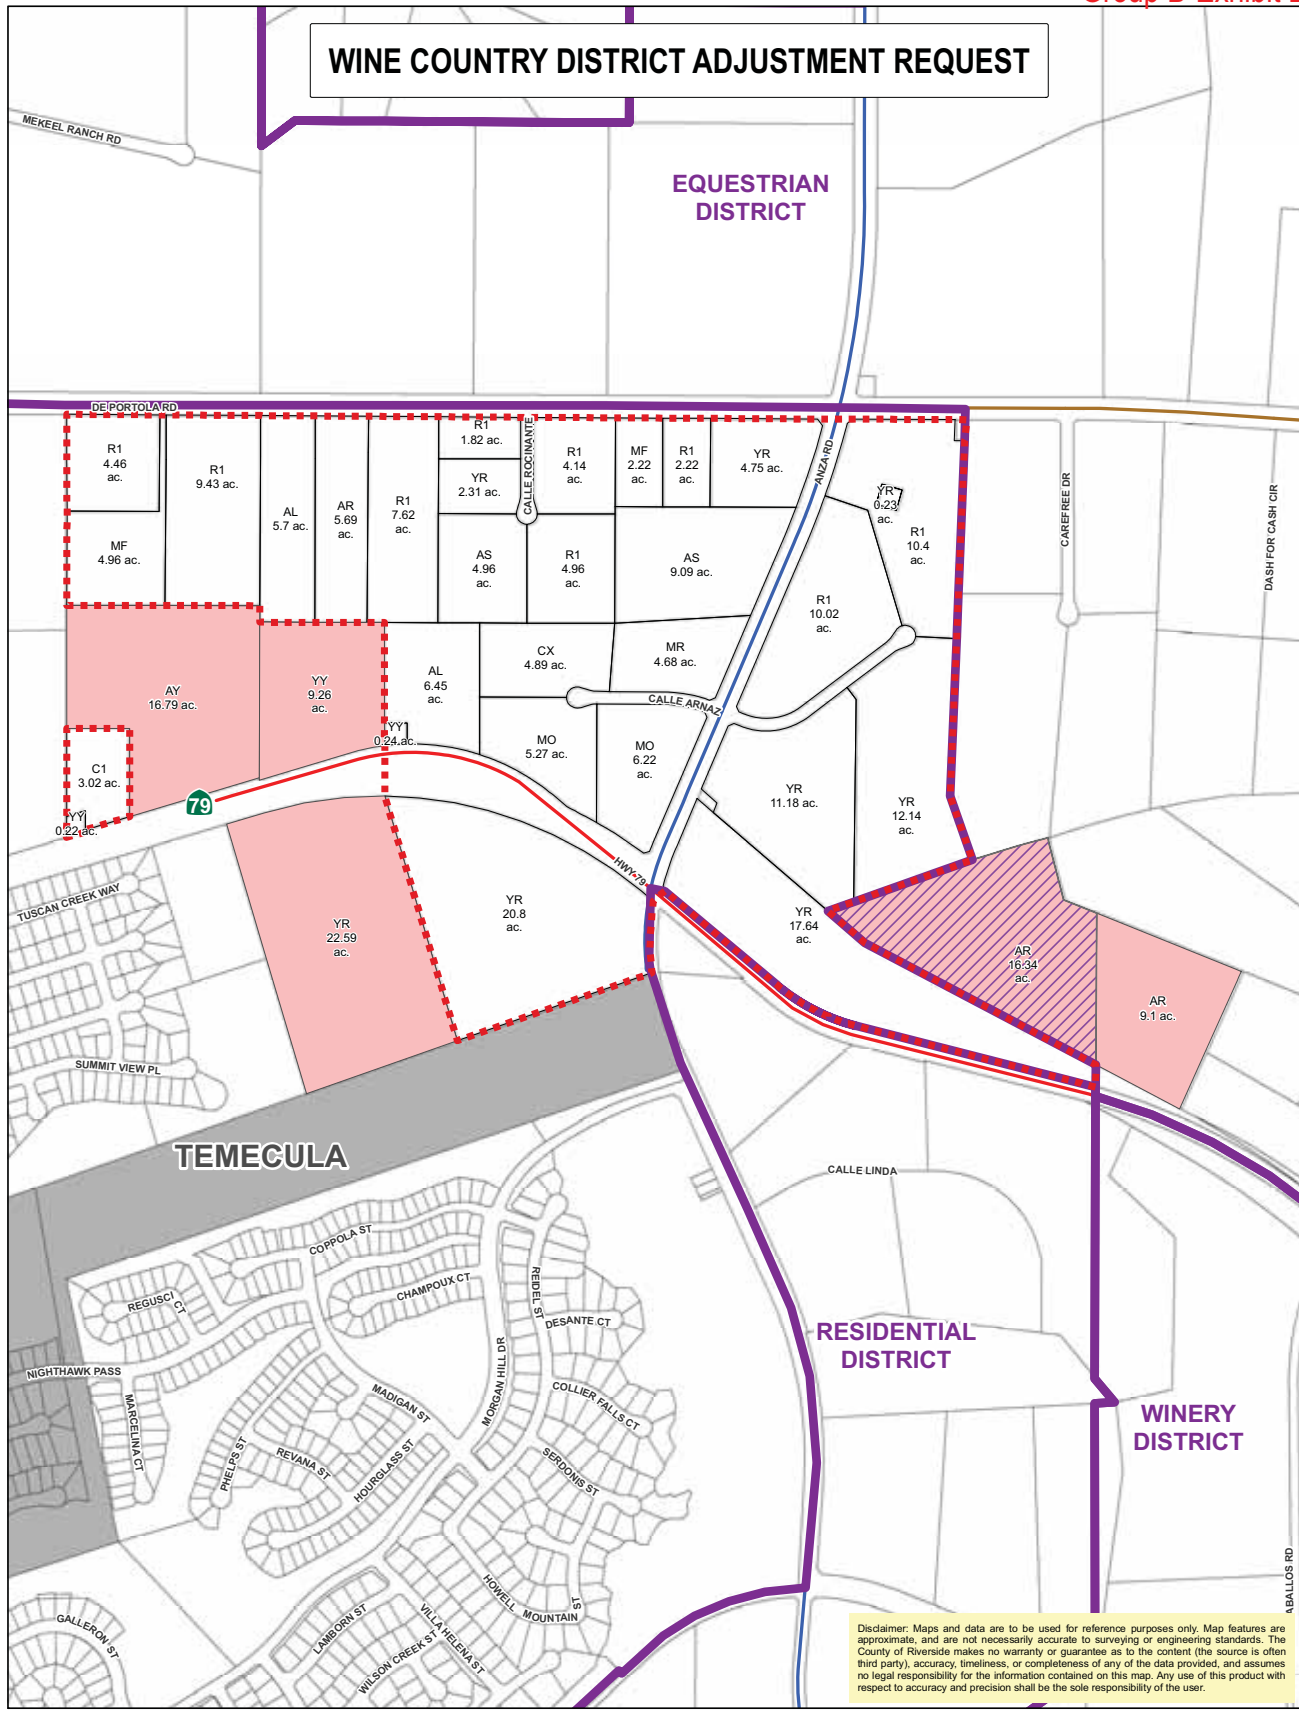 WINE COUNTRY DISTRICT ADJUSTMENT REQUEST
MEKEEL RANCH RD
EQUESTRIAN
DISTRICT
DE PORTOLA RD
R1
4.46
ac.
R1
9.43 ac.
AL
5.7 ac.
AR
5.69
ac.
R1
7.62
ac.
R1
1.82 ac.
YR
2.31 ac.
CALLE ROCINANTE
R1
4.14
ac.
MF
2.22
ac.
R1
2.22
ac.
YR
4.75 ac.
ANZA RD
YR
0.23
ac.
R1
10.4
ac.
CAREFREE DR
DASH FOR CASH CIR
MF
4.96 ac.
AS
4.96
ac.
R1
4.96
ac.
AS
9.09 ac.
R1
10.02
ac.
AY
16.79 ac.
YY
9.26
ac.
AL
6.45
ac.
CX
4.89 ac.
MR
4.68 ac.
CALLE ARNAZ
YY
0.24 ac.
MO
5.27 ac.
MO
6.22
ac.
C1
3.02 ac.
YY
0.22 ac.
79
YR
11.18 ac.
YR
12.14
ac.
HWY 79
TUSCAN CREEK WAY
YR
22.59
ac.
YR
20.8
ac.
YR
17.64
ac.
AR
16.34
ac.
AR
9.1 ac.
SUMMIT VIEW PL
TEMECULA
CALLE LINDA
COPPOLA ST
REGUSCI CT
CHAMPOUX CT
REIDEL ST
DESANTE CT
RESIDENTIAL
DISTRICT
NIGHTHAWK PASS
MARCELINA CT
MADIGAN ST
MORGAN HILL DR
COLLIER FALLS CT
WINERY
DISTRICT
PHELPS ST
REVANA ST
HOURGLASS ST
SERDONIS ST
HOWELL MOUNTAIN ST
GALLERON ST
LAMBORN ST
VILLA HELENA ST
WILSON CREEK ST
Disclaimer: Maps and data are to be used for reference purposes only. Map features are
approximate, and are not necessarily accurate to surveying or engineering standards. The
County of Riverside makes no warranty or guarantee as to the content (the source is often
third party), accuracy, timeliness, or completeness of any of the data provided, and assumes
no legal responsibility for the information contained on this map. Any use of this product with
respect to accuracy and precision shall be the sole responsibility of the user.